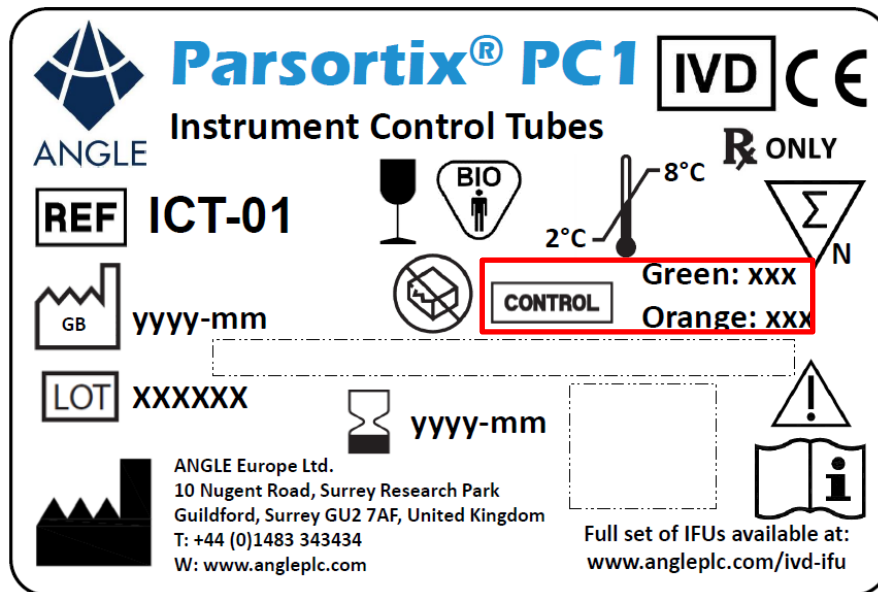 Parsortix® PC1
IVD CE
Instrument Control Tubes
ANGLE
Rx ONLY
REF ICT-01
BIO
8°C
2°C
Σ
N
GB
yyyy-mm
CONTROL
Green: xxx
Orange: xxx
LOT XXXXXX
yyyy-mm
ANGLE Europe Ltd.
10 Nugent Road, Surrey Research Park
Guildford, Surrey GU2 7AF, United Kingdom
T: +44 (0)1483 343434
W: www.angleplc.com
i
Full set of IFUs available at:
www.angleplc.com/ivd-ifu